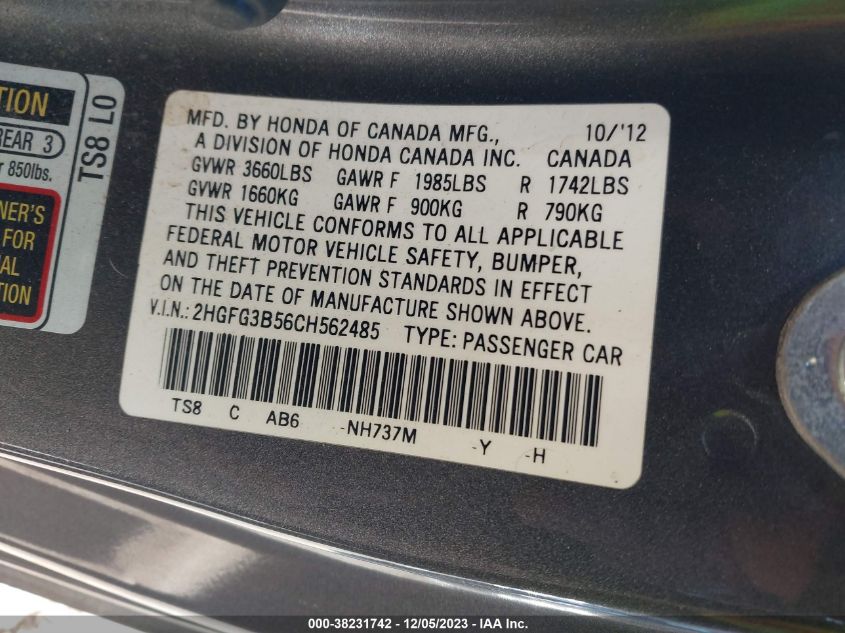 TION
REAR 3
850lbs.
NER'S
FOR
TION
TS8 LO
MFD. BY HONDA OF CANADA MFG., 10/'12
A DIVISION OF HONDA CANADA INC. CANADA
GVWR 3660LBS GAWR F 1985LBS R 1742LBS
GVWR 1660KG GAWR F 900KG R 790KG
THIS VEHICLE CONFORMS TO ALL APPLICABLE
FEDERAL MOTOR VEHICLE SAFETY, BUMPER,
AND THEFT PREVENTION STANDARDS IN EFFECT
ON THE DATE OF MANUFACTURE SHOWN ABOVE.
V.I.N.: 2HGFG3B56CH562485 TYPE: PASSENGER CAR
TS8 C AB6 -NH737M -Y -H
000-38231742 - 12/05/2023 - IAA Inc.